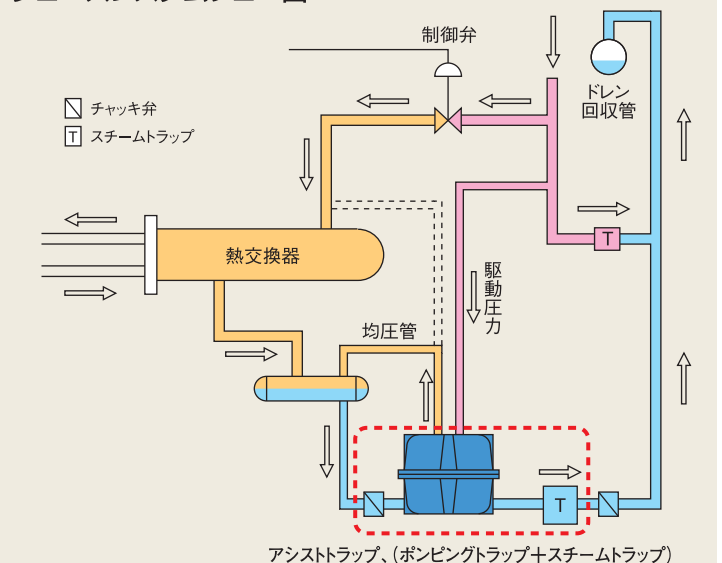 制御弁
ドレン
回収管
チャッキ弁
T スチームトラップ
T
熱交換器
駆動圧力
均圧管
T
アシストトラップ、(ポンピングトラップ+スチームトラップ)